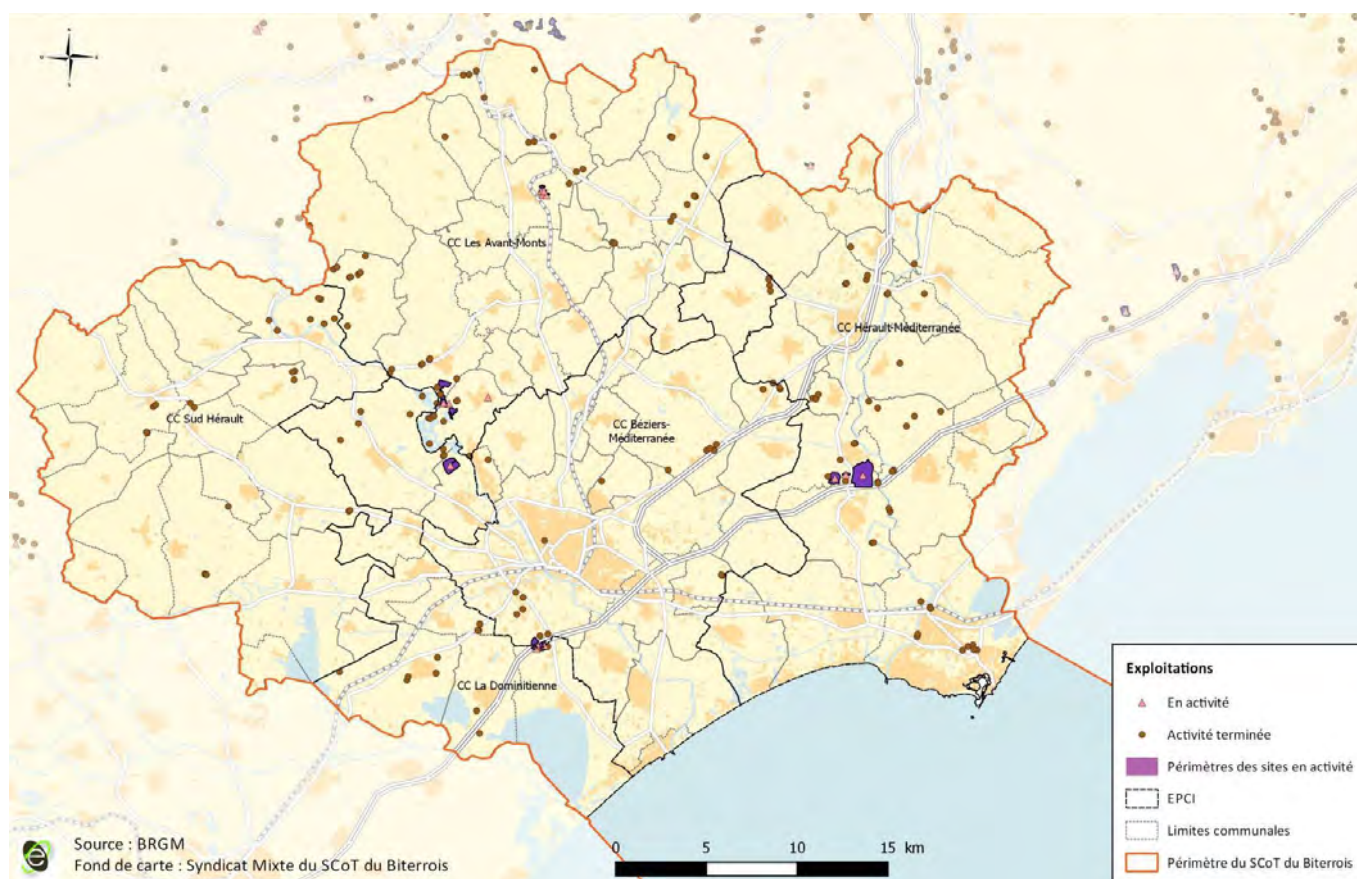 CC Les Avant-Monts
CC Hérault-Méditerranée
CC Sud Hérault
CC Béziers-
Méditerranée
CC La Dominitienne
Exploitations
En activité
Activité terminée
Périmètres des sites en activité
EPCI
Limites communales
Périmètre du SCoT du Biterrois
Source : BRGM
Fond de carte : Syndicat Mixte du SCoT du Biterrois
0 5 10 15 km